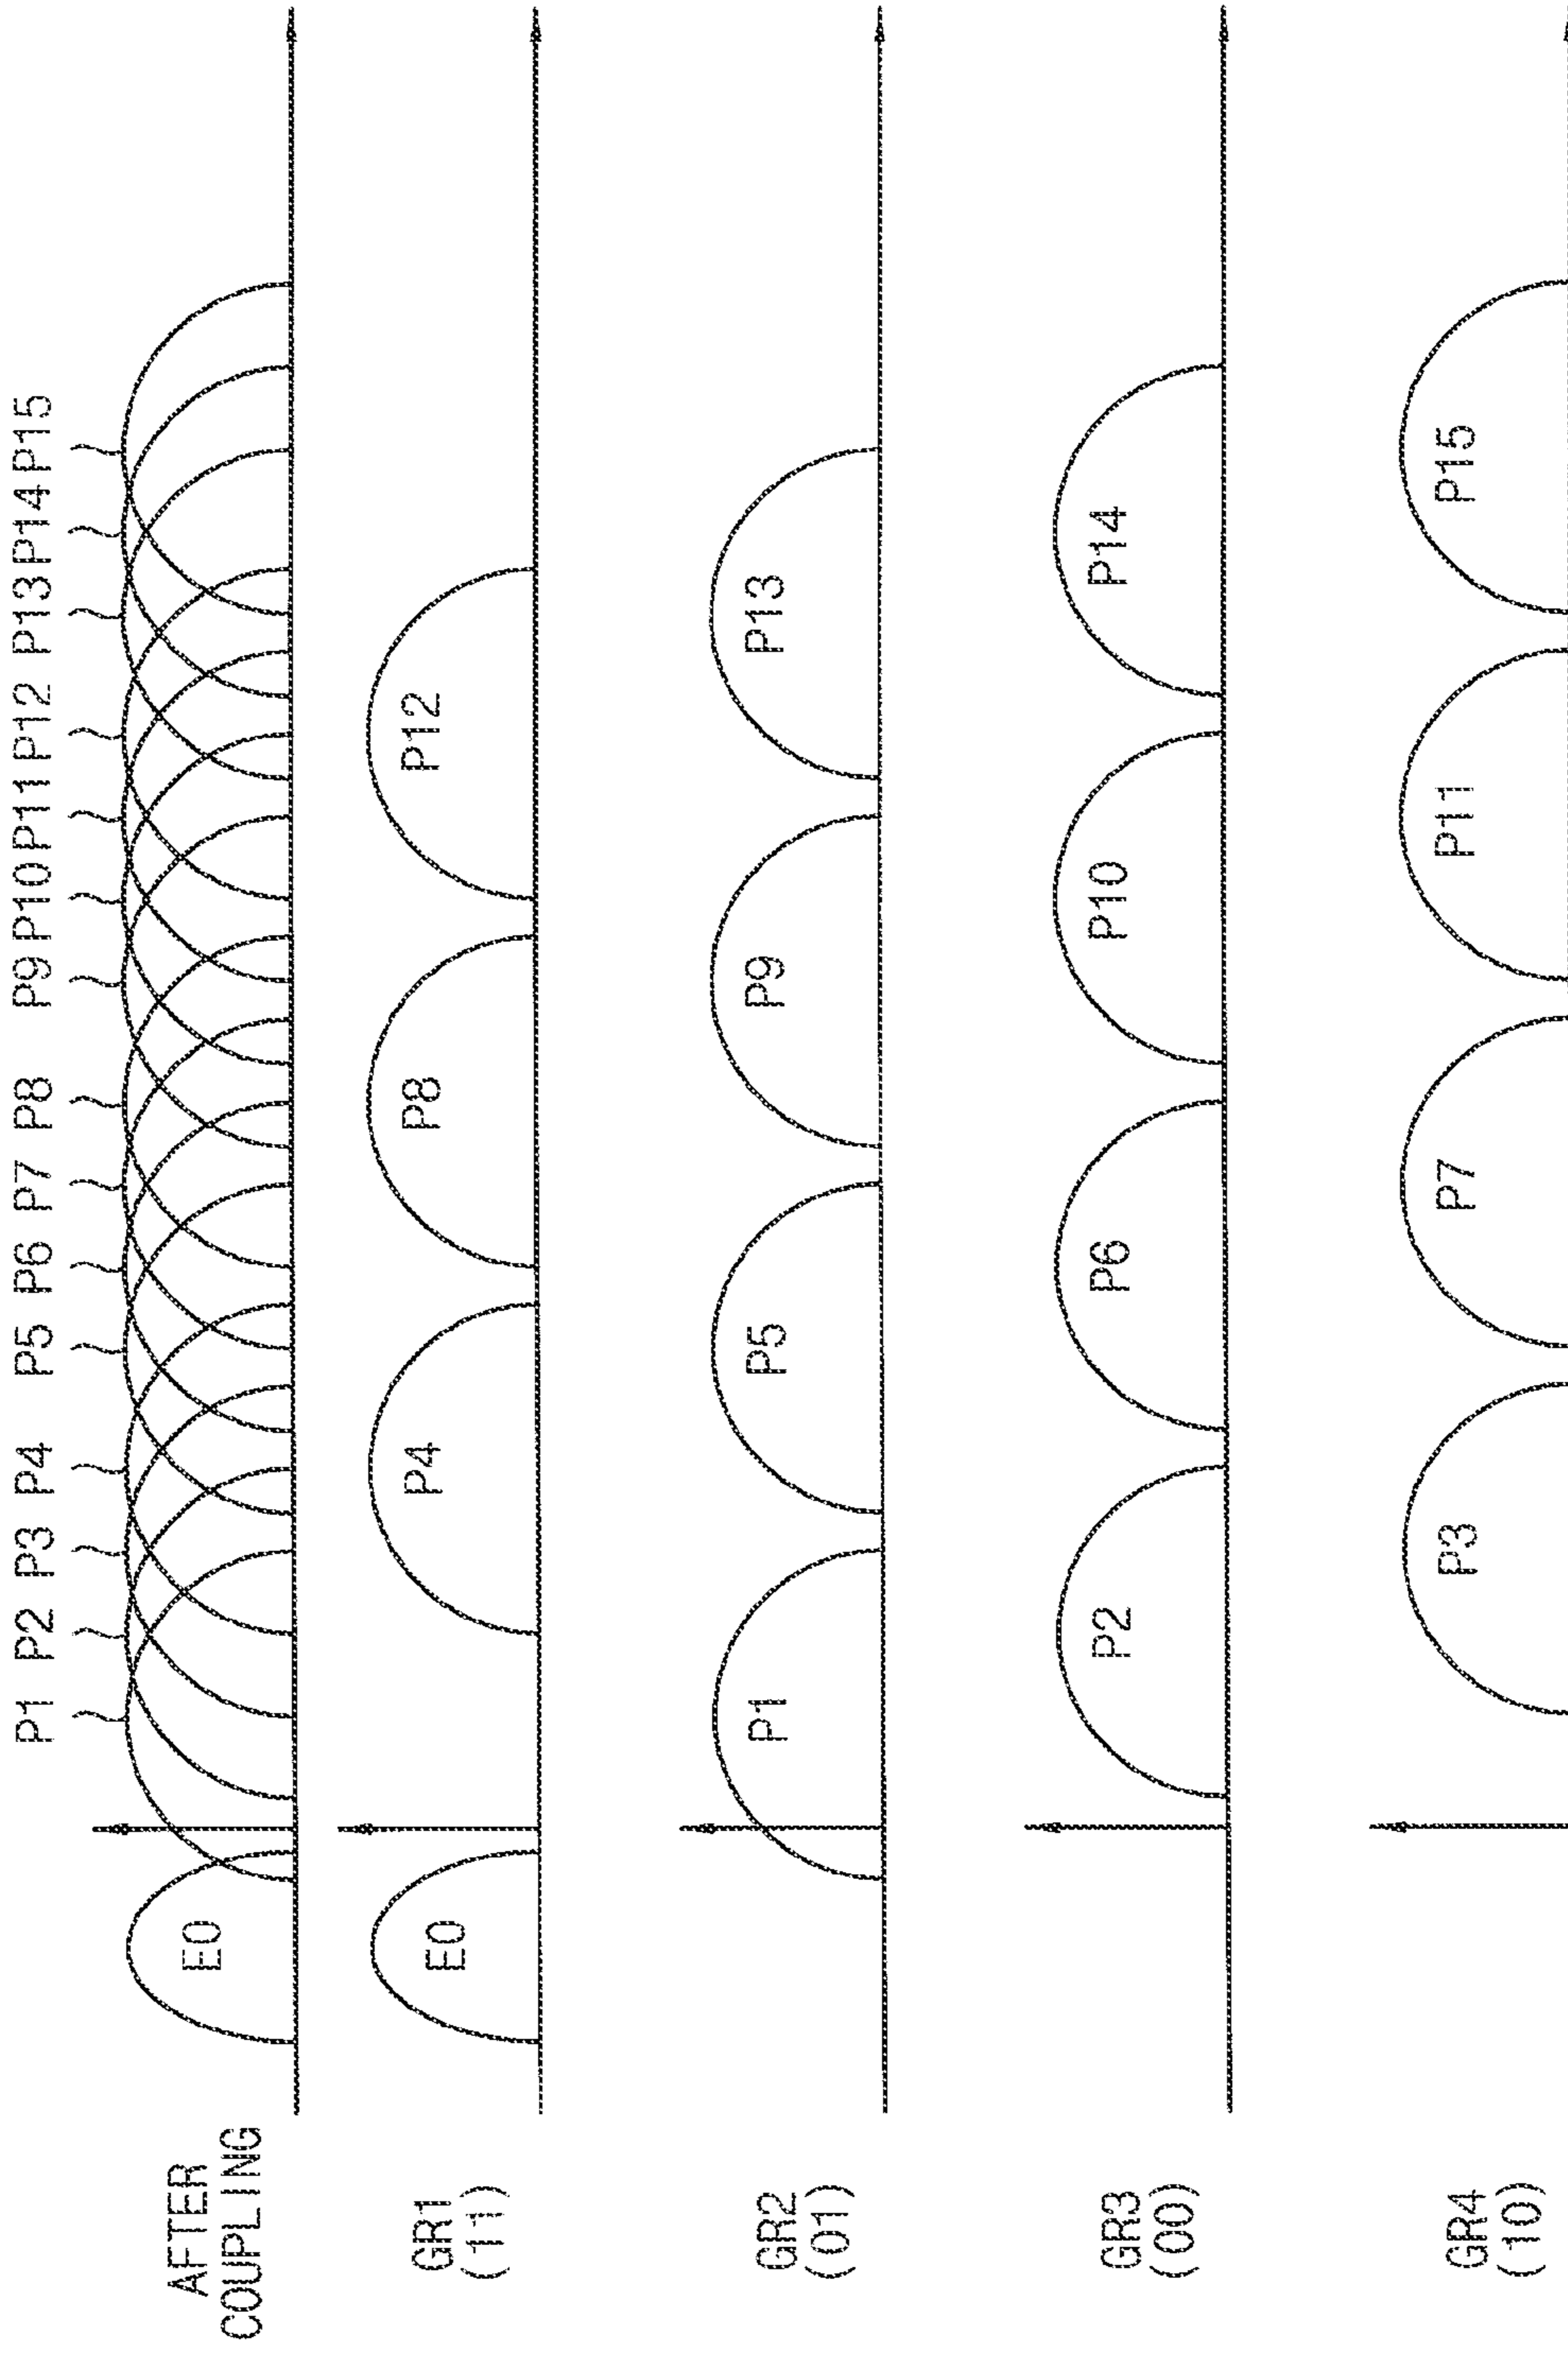 P1 P2 P3 P4 P5 P6 P7 P8 P9 P10 P11 P12 P13 P14 P15
AFTER
COUPLING
E0
GR1
(11)
E0 P4 P8 P12
GR2
(01)
P1 P5 P9 P13
GR3
(00)
P2 P6 P10 P14
GR4
(10)
P3 P7 P11 P15